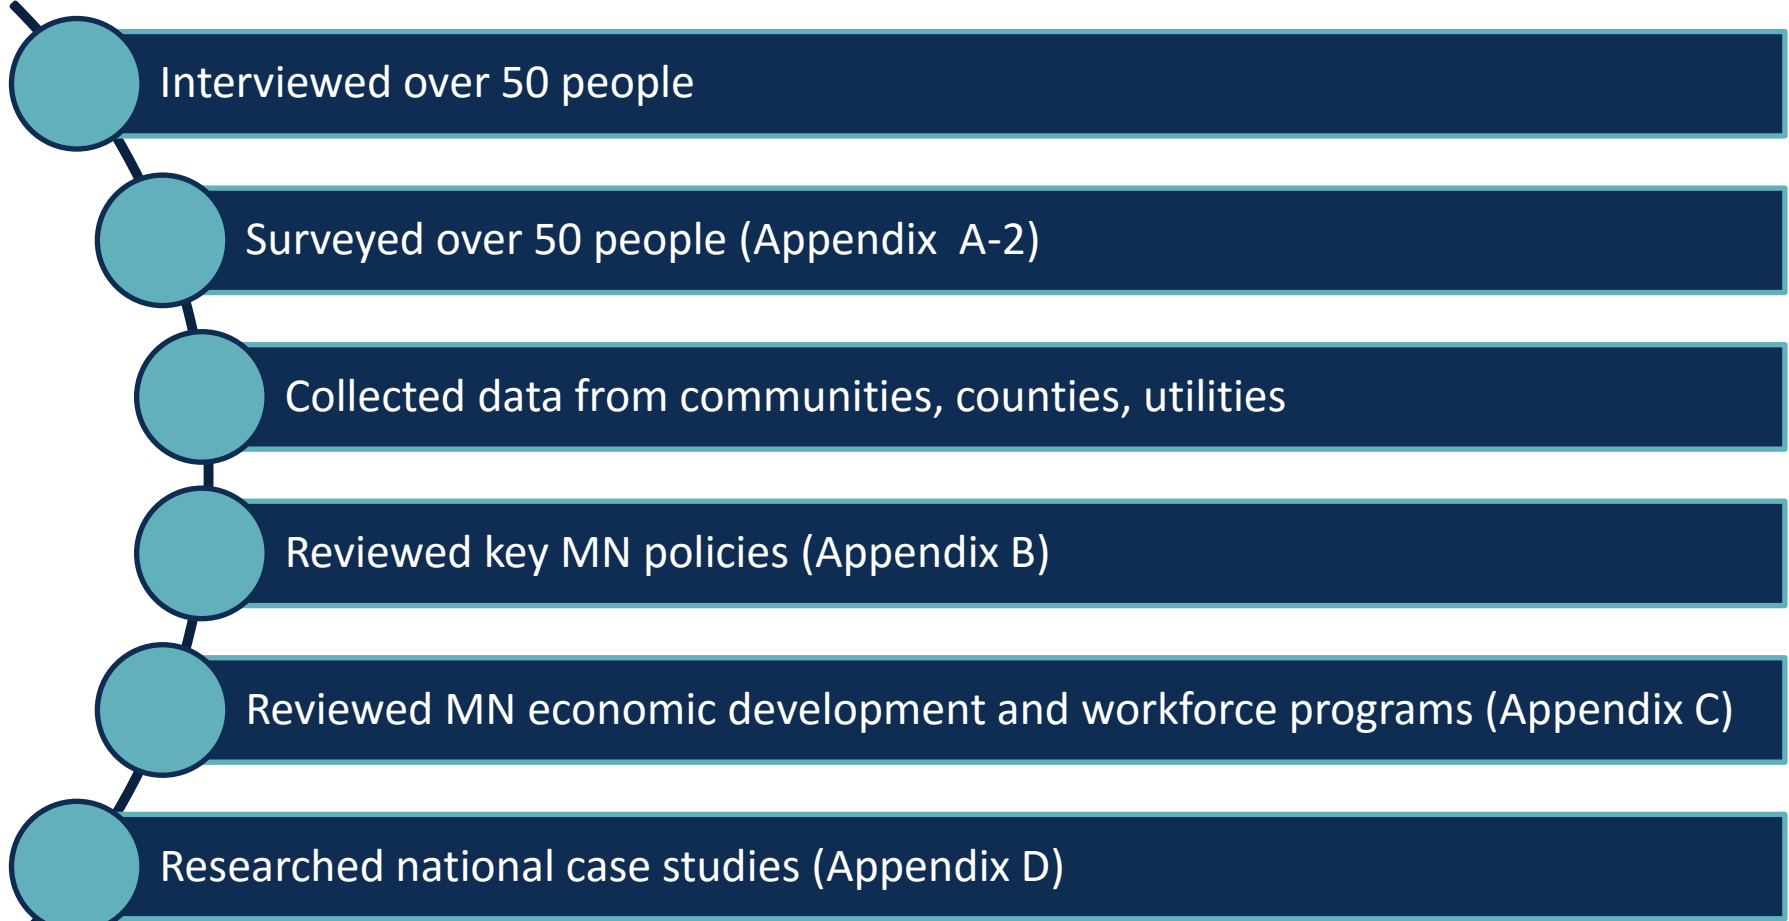 Interviewed over 50 people
Surveyed over 50 people (Appendix  A-2)
Collected data from communities, counties, utilities
Reviewed key MN policies (Appendix B)
Reviewed MN economic development and workforce programs (Appendix C)
Researched national case studies (Appendix D)